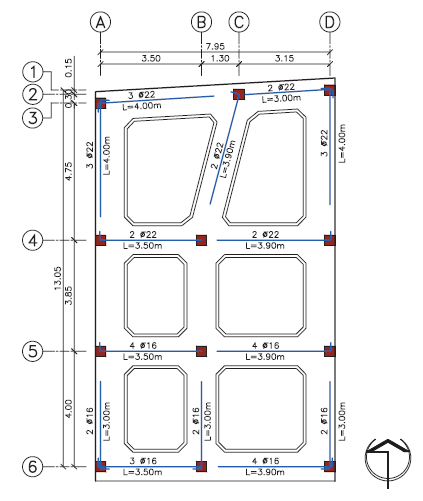 A B C D
7.95
3.50 1.30 3.15
1
2
3
0.15
0.30
3 Ø22
L=4.00m
2 Ø22
L=3.00m
3 Ø22
L=4.00m
2 Ø22
L=3.90m
3 Ø22
L=4.00m
4.75
4
2 Ø22
L=3.50m
2 Ø22
L=3.90m
13.05
3.85
5
4 Ø16
L=3.50m
4 Ø16
L=3.90m
4.00
2 Ø16
L=3.00m
2 Ø16
L=3.00m
2 Ø16
L=3.00m
6
3 Ø16
L=3.50m
4 Ø16
L=3.90m